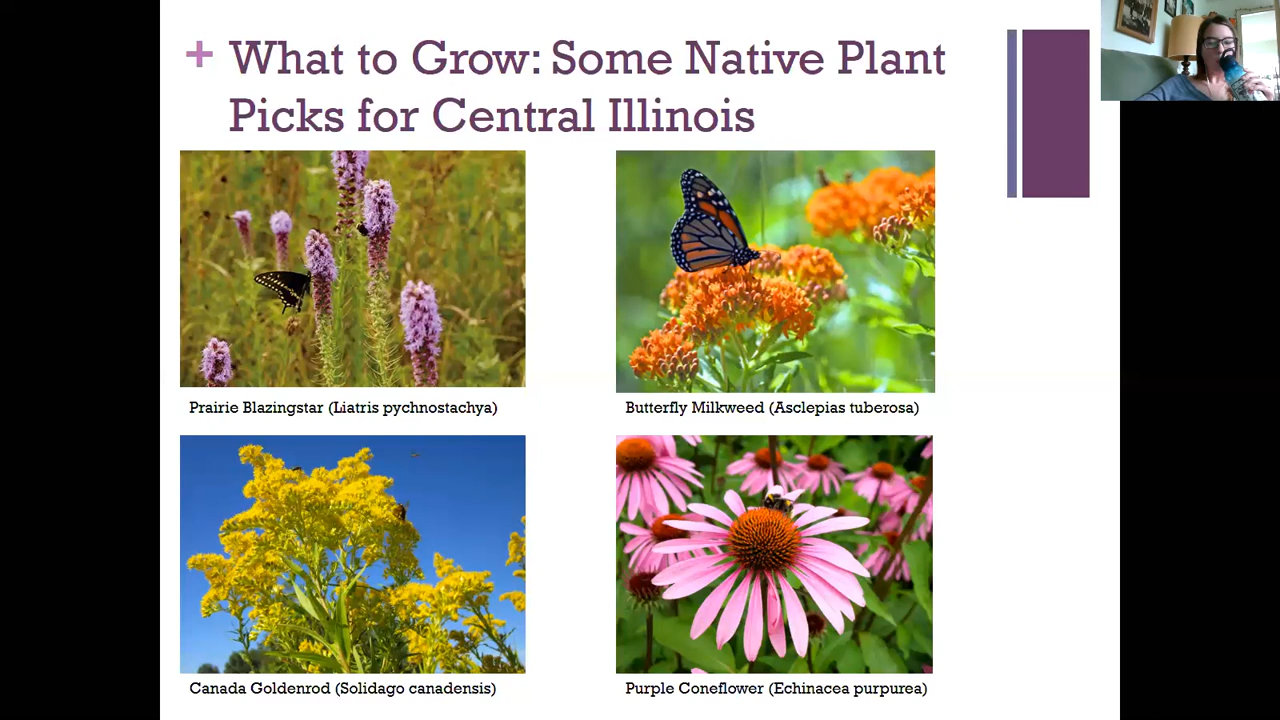 + What to Grow: Some Native Plant
Picks for Central Illinois
Prairie Blazingstar (Liatris pychnostachya)
Butterfly Milkweed (Asclepias tuberosa)
Canada Goldenrod (Solidago canadensis)
Purple Coneflower (Echinacea purpurea)